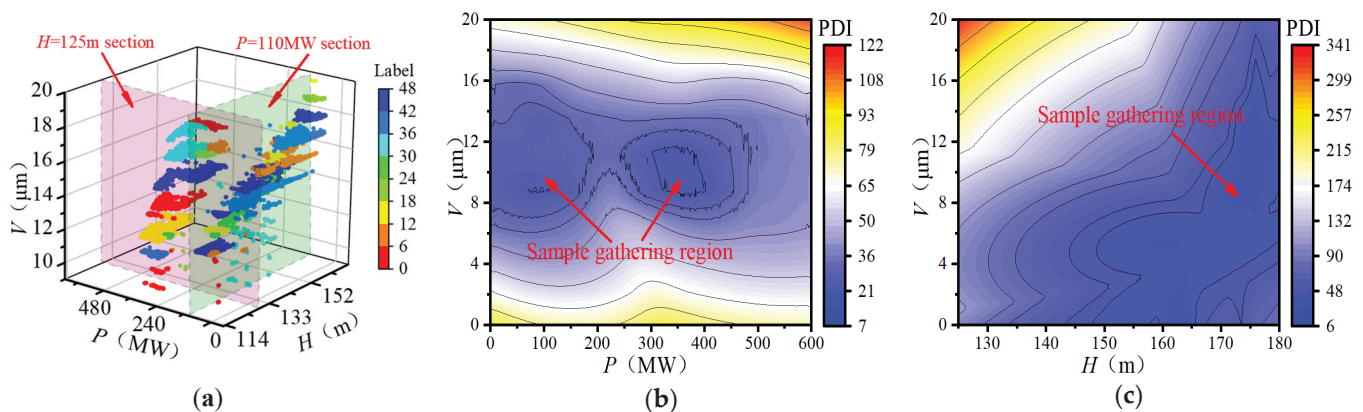 H=125m section
P=110MW section
Label
48
42
36
30
24
18
12
6
0
20
18
16
14
12
10
V (μm)
480
240
0
P (MW)
114
133
152
H (m)
(a)
PDI
122
108
93
79
65
50
36
21
7
20
16
12
8
4
0
V (μm)
Sample gathering region
0 100 200 300 400 500 600
P (MW)
(b)
PDI
341
299
257
215
174
132
90
48
6
20
16
12
8
4
0
V (μm)
Sample gathering region
130 140 150 160 170 180
H (m)
(c)